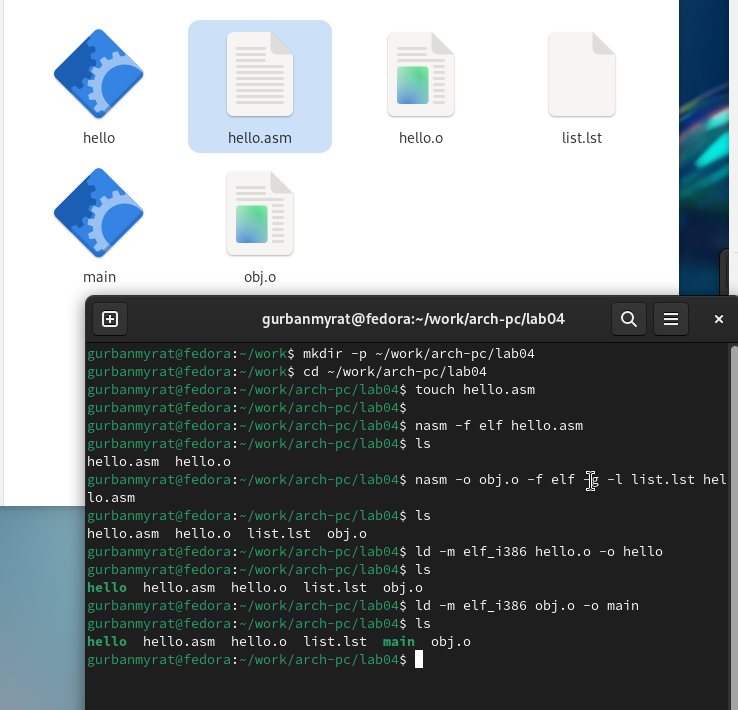 hello
hello.asm
hello.o
list.lst
main
obj.o
gurbanmyrat@fedora:~/work/arch-pc/lab04
gurbanmyrat@fedora:~/work$ mkdir -p ~/work/arch-pc/lab04
gurbanmyrat@fedora:~/work$ cd ~/work/arch-pc/lab04
gurbanmyrat@fedora:~/work/arch-pc/lab04$ touch hello.asm
gurbanmyrat@fedora:~/work/arch-pc/lab04$
gurbanmyrat@fedora:~/work/arch-pc/lab04$ nasm -f elf hello.asm
gurbanmyrat@fedora:~/work/arch-pc/lab04$ ls
hello.asm  hello.o
gurbanmyrat@fedora:~/work/arch-pc/lab04$ nasm -o obj.o -f elf -g -l list.lst hel
lo.asm
gurbanmyrat@fedora:~/work/arch-pc/lab04$ ls
hello.asm  hello.o  list.lst  obj.o
gurbanmyrat@fedora:~/work/arch-pc/lab04$ ld -m elf_i386 hello.o -o hello
gurbanmyrat@fedora:~/work/arch-pc/lab04$ ls
hello  hello.asm  hello.o  list.lst  obj.o
gurbanmyrat@fedora:~/work/arch-pc/lab04$ ld -m elf_i386 obj.o -o main
gurbanmyrat@fedora:~/work/arch-pc/lab04$ ls
hello  hello.asm  hello.o  list.lst  main  obj.o
gurbanmyrat@fedora:~/work/arch-pc/lab04$